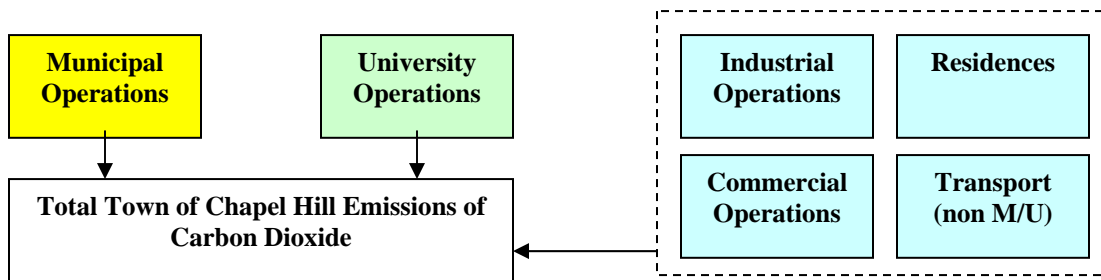 Municipal
Operations
University
Operations
Industrial
Operations
Residences
Commercial
Operations
Transport
(non M/U)
Total Town of Chapel Hill Emissions of
Carbon Dioxide